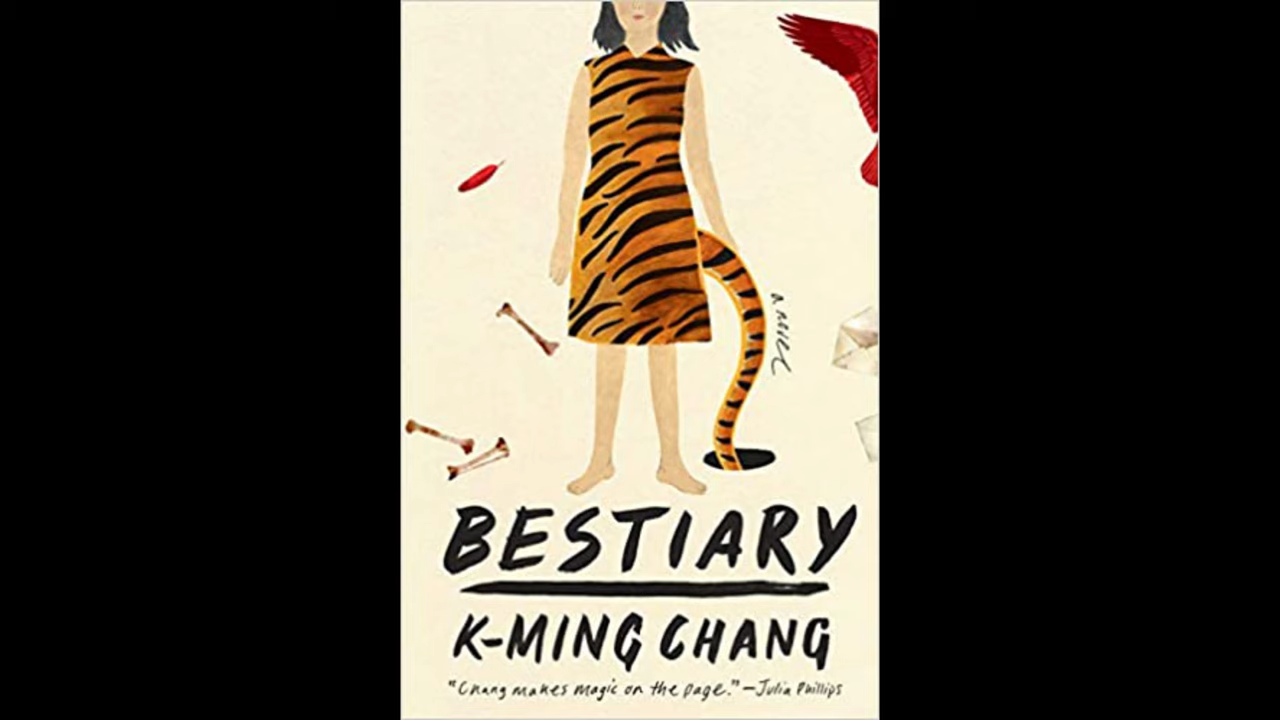 a novel
BESTIARY
K-MING CHANG
"Chang makes magic on the page." —Julia Phillips